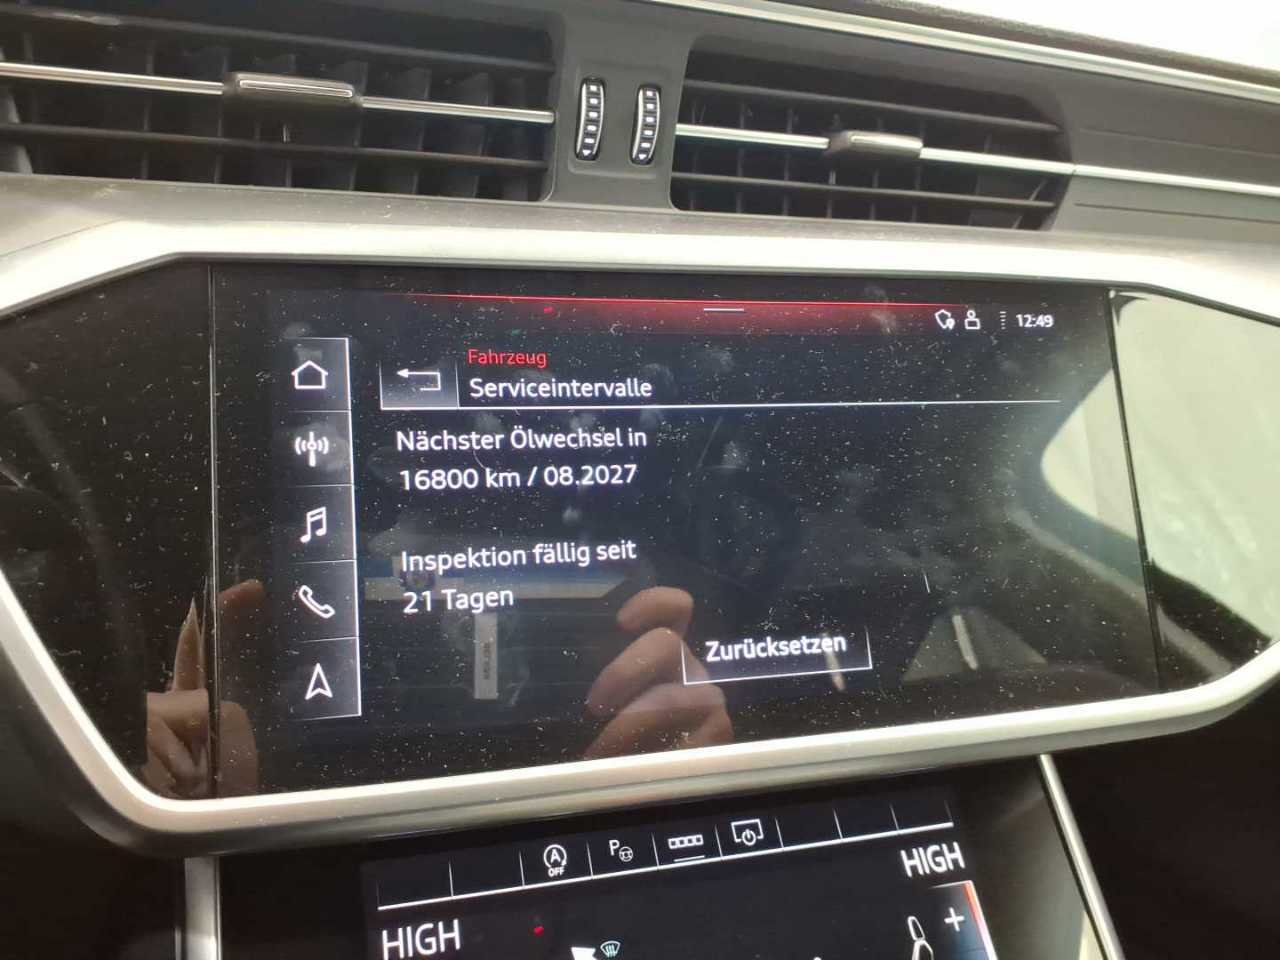 12:49
Fahrzeug
Serviceintervalle
Nächster Ölwechsel in
16800 km / 08.2027
Inspektion fällig seit
21 Tagen
Zurücksetzen
A
OFF
P
HIGH
HIGH
+